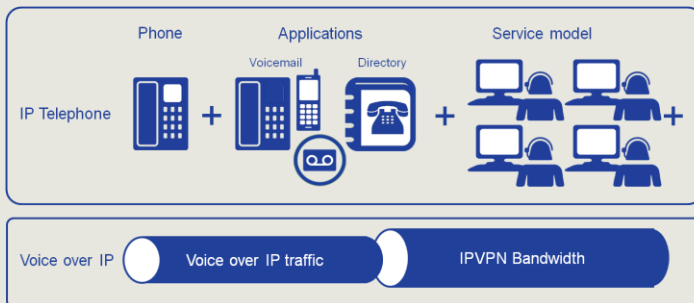 Phone
Applications
Service model
Voicemail
Directory
IP Telephone
+
+
+
Voice over IP
Voice over IP traffic
IPVPN Bandwidth